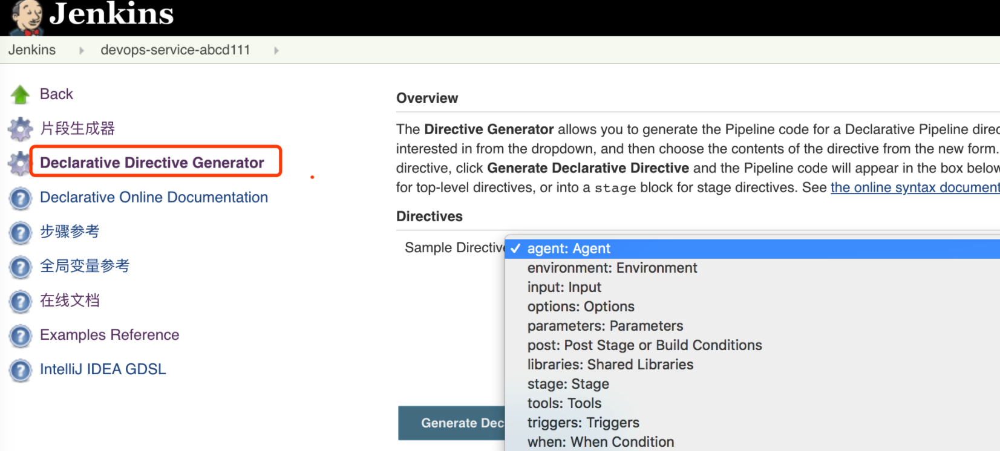 Jenkins
Jenkins devops-service-abcd111
Back
片段生成器
Declarative Directive Generator
Declarative Online Documentation
步骤参考
全局变量参考
在线文档
Examples Reference
IntelliJ IDEA GDSL
Overview
The Directive Generator allows you to generate the Pipeline code for a Declarative Pipeline direc
interested in from the dropdown, and then choose the contents of the directive from the new form.
directive, click Generate Declarative Directive and the Pipeline code will appear in the box below
for top-level directives, or into a stage block for stage directives. See the online syntax document
Directives
Sample Directive
agent: Agent
environment: Environment
input: Input
options: Options
parameters: Parameters
post: Post Stage or Build Conditions
libraries: Shared Libraries
stage: Stage
tools: Tools
triggers: Triggers
when: When Condition
Generate Dec